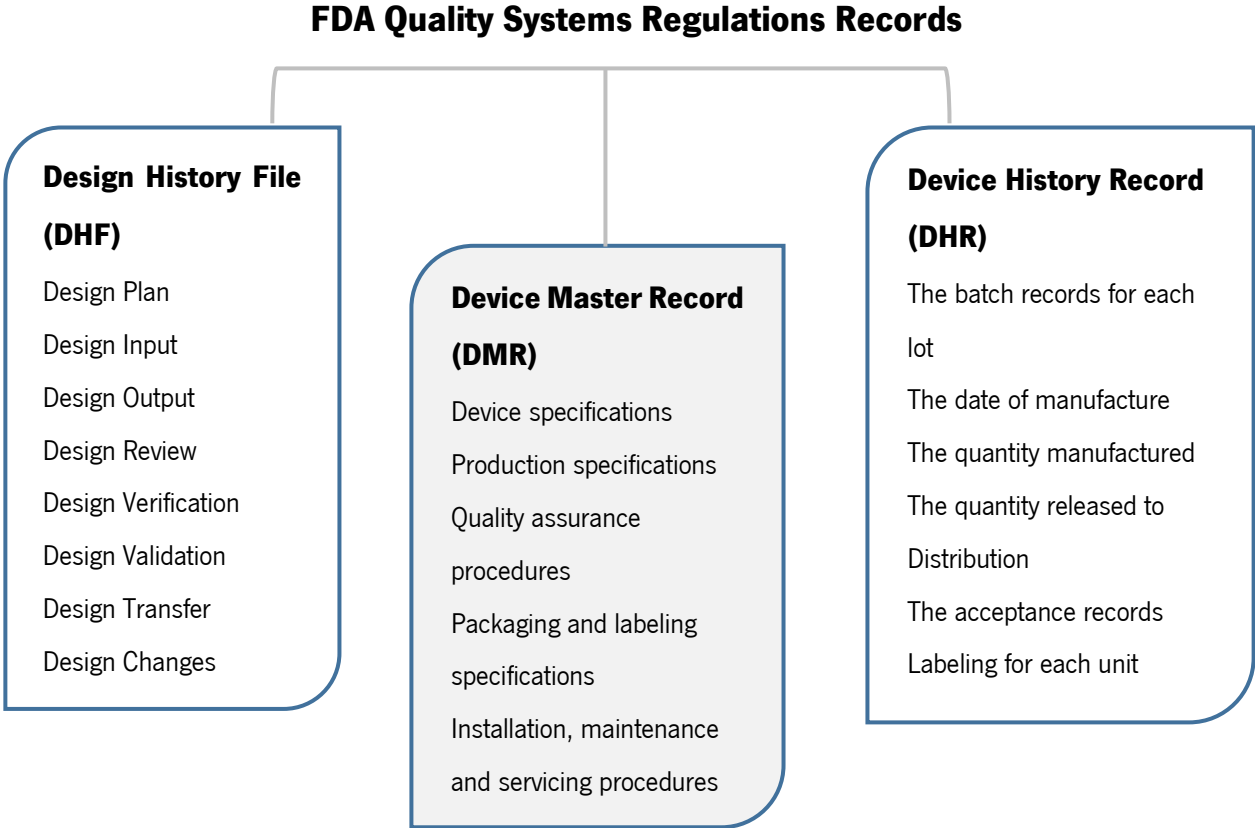 FDA Quality Systems Regulations Records
Design History File
(DHF)
Design Plan
Design Input
Design Output
Design Review
Design Verification
Design Validation
Design Transfer
Design Changes
Device Master Record
(DMR)
Device specifications
Production specifications
Quality assurance
procedures
Packaging and labeling
specifications
Installation, maintenance
and servicing procedures
Device History Record
(DHR)
The batch records for each
lot
The date of manufacture
The quantity manufactured
The quantity released to
Distribution
The acceptance records
Labeling for each unit